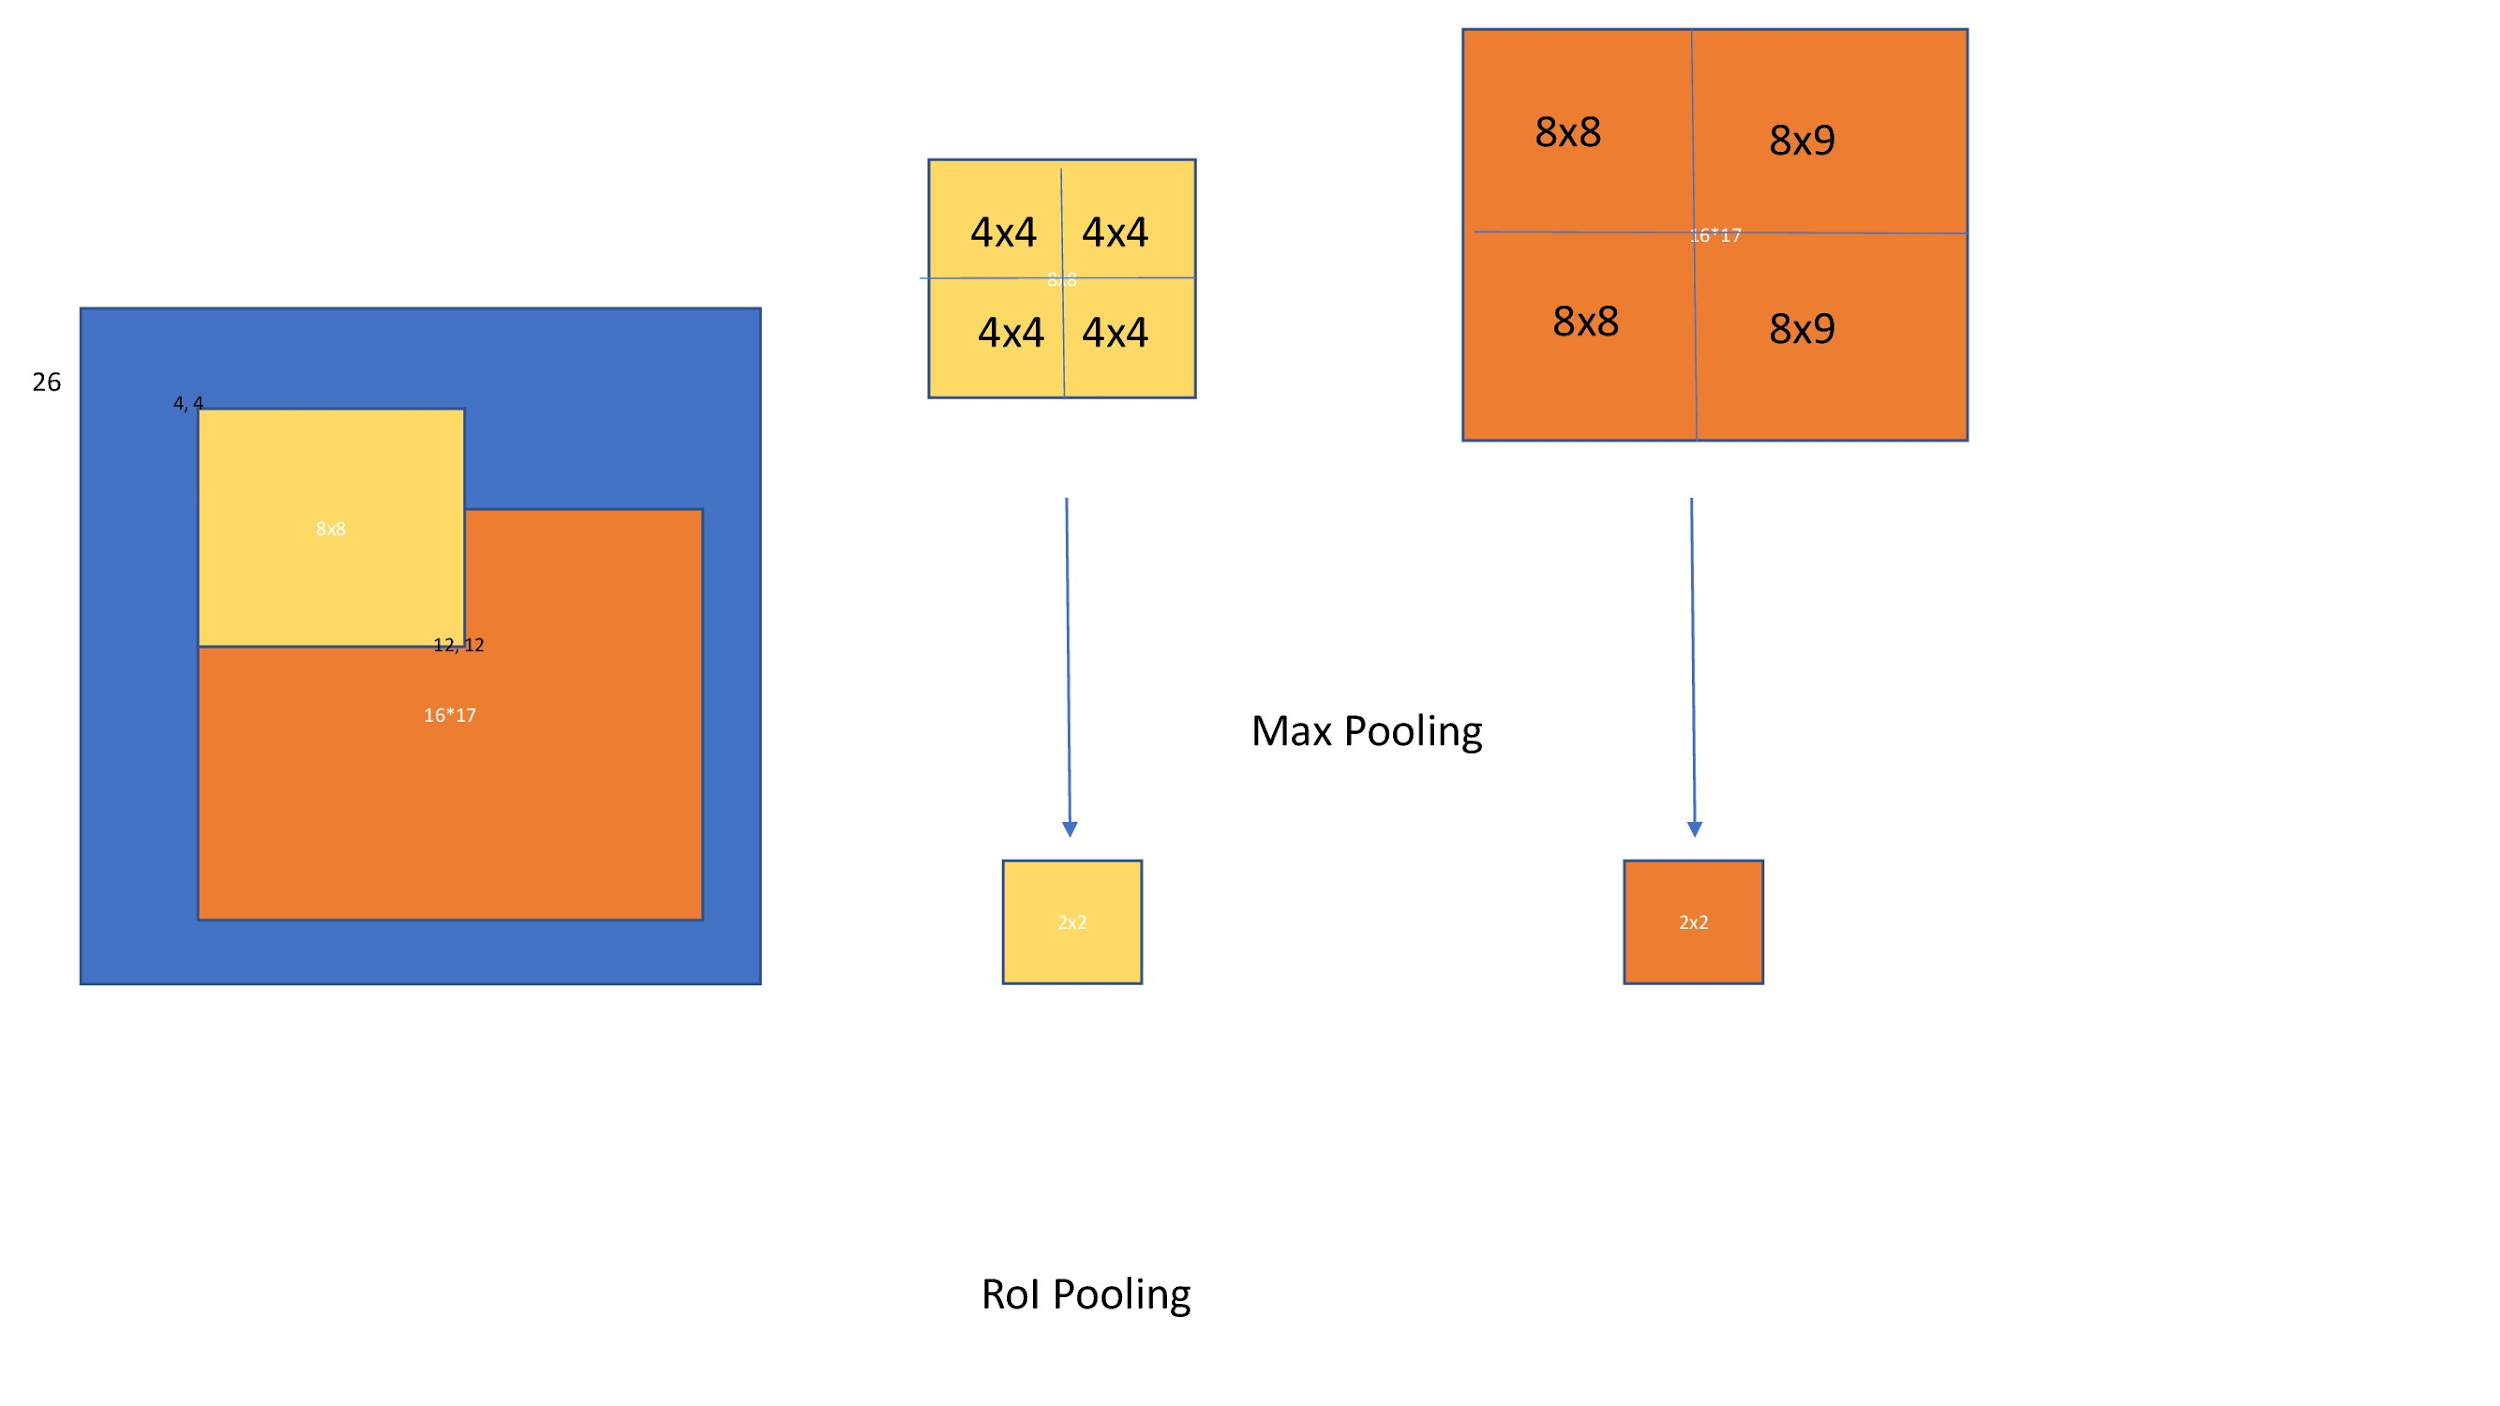 26
4, 4
8x8
12, 12
16*17
4x4 4x4
8x8
4x4 4x4
8x8 8x9
16*17
8x8 8x9
Max Pooling
2x2
2x2
RoI Pooling